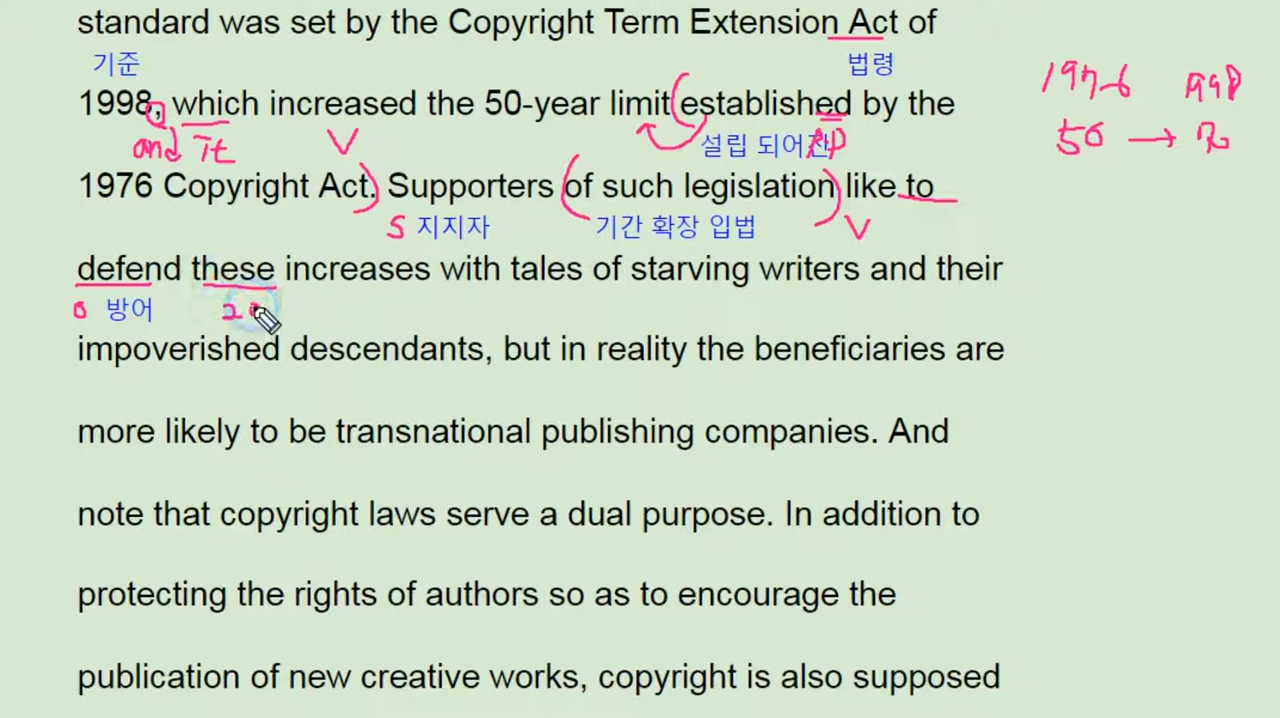 standard was set by the Copyright Term Extension Act of
기준 법령
1998, which increased the 50-year limit established by the
and it V 설립 되어진 PP
1976 1998
50 → 70
1976 Copyright Act. Supporters of such legislation like to
S 지지자 기간 확장 입법 V
defend these increases with tales of starving writers and their
o 방어
impoverished descendants, but in reality the beneficiaries are
more likely to be transnational publishing companies. And
note that copyright laws serve a dual purpose. In addition to
protecting the rights of authors so as to encourage the
publication of new creative works, copyright is also supposed